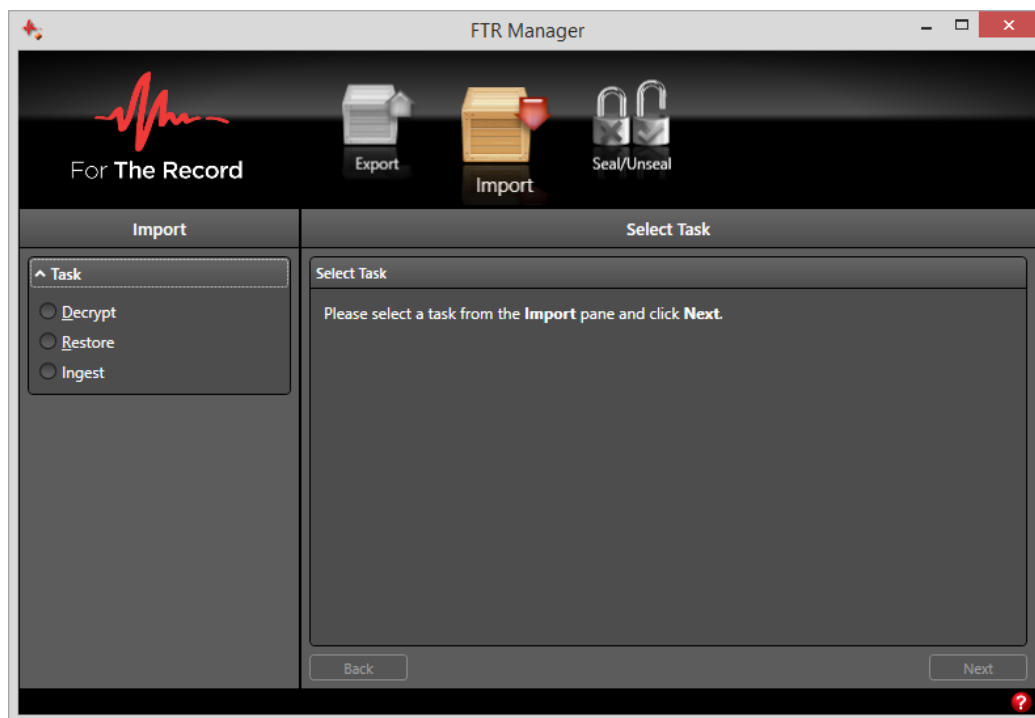 FTR Manager
For The Record
Export
Import
Seal/Unseal
Import
Select Task
Task
Decrypt
Restore
Ingest
Select Task
Please select a task from the Import pane and click Next.
Back
Next
?